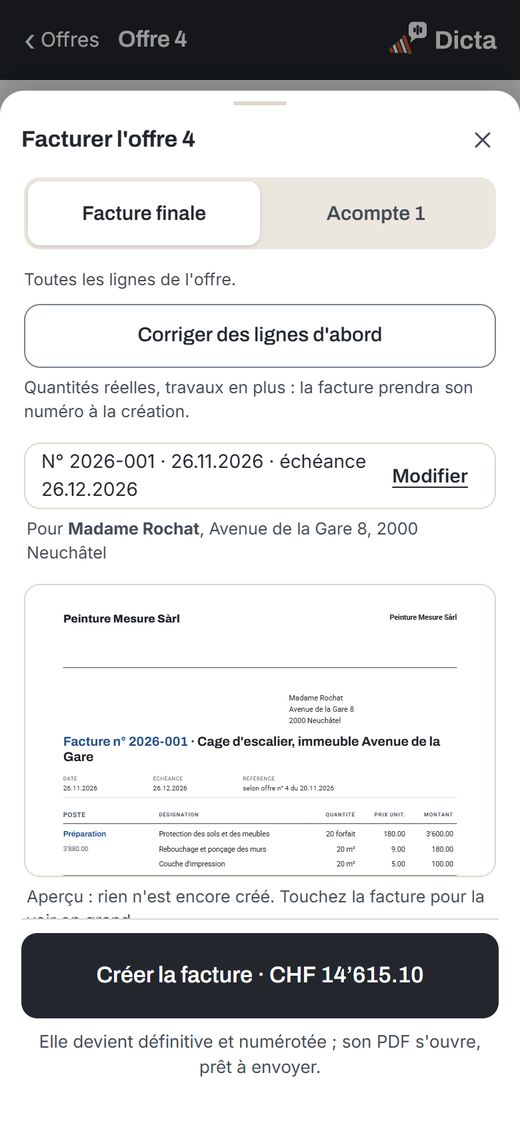 Offres Offre 4 Dicta
Facturer l'offre 4
Facture finale Acompte 1
Toutes les lignes de l'offre.
Corriger des lignes d'abord
Quantités réelles, travaux en plus : la facture prendra son
numéro à la création.
N° 2026-001 · 26.11.2026 · échéance
26.12.2026
Modifier
Pour Madame Rochat, Avenue de la Gare 8, 2000
Neuchâtel
Peinture Mesure Sàrl Peinture Mesure Sàrl
Madame Rochat
Avenue de la Gare 8
2000 Neuchâtel
Facture n° 2026-001 · Cage d'escalier, immeuble Avenue de la
Gare
DATE ÉCHÉANCE RÉFÉRENCE
26.11.2026 26.12.2026 selon offre n° 4 du 20.11.2026
POSTE DÉSIGNATION QUANTITÉ PRIX UNIT. MONTANT
Préparation Protection des sols et des meubles 20 forfait 180.00 3'600.00
3'880.00 Rebouchage et ponçage des murs 20 m² 9.00 180.00
Couche d'impression 20 m² 5.00 100.00
Aperçu : rien n'est encore créé. Touchez la facture pour la
voir en grand.
Créer la facture · CHF 14’615.10
Elle devient définitive et numérotée ; son PDF s'ouvre,
prêt à envoyer.